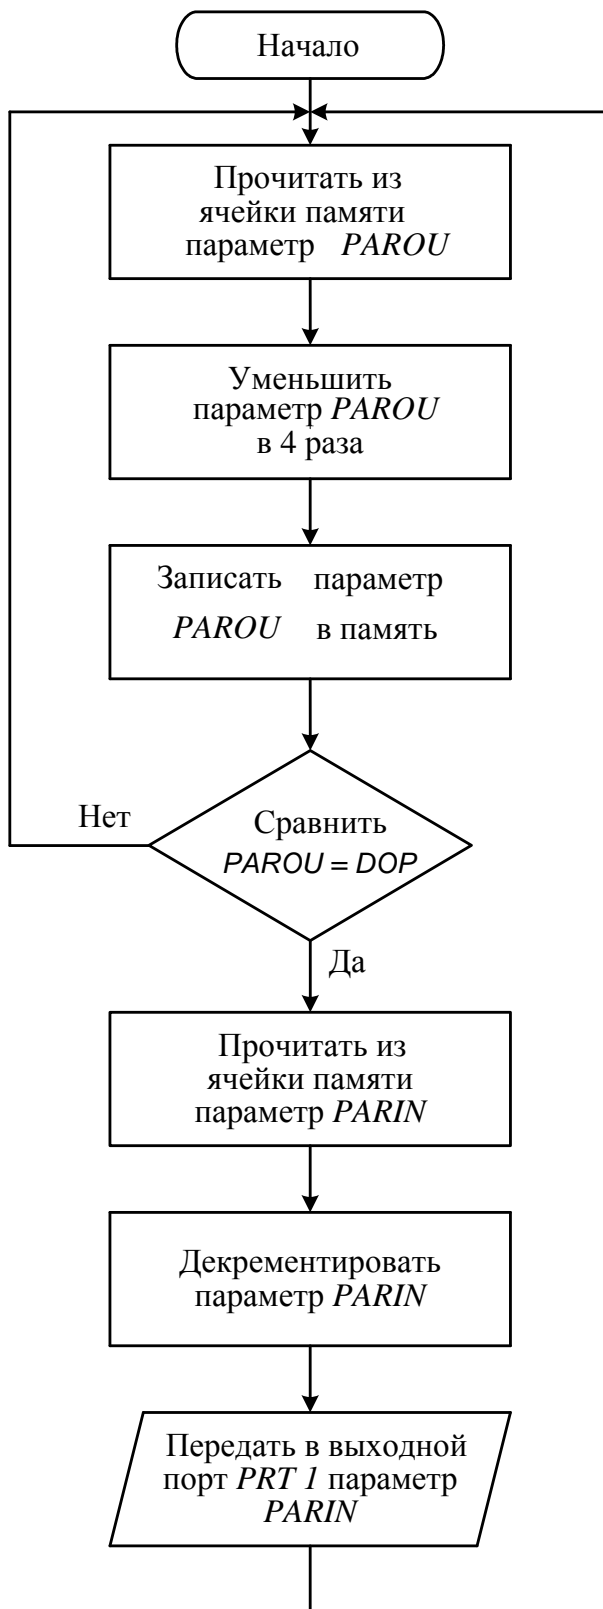 Начало
Прочитать из
ячейки памяти
параметр PAROU
Уменьшить
параметр PAROU
в 4 раза
Записать параметр
PAROU в память
Нет
Сравнить
PAROU = DOP
Да
Прочитать из
ячейки памяти
параметр PARIN
Декрементировать
параметр PARIN
Передать в выходной
порт PRT 1 параметр
PARIN